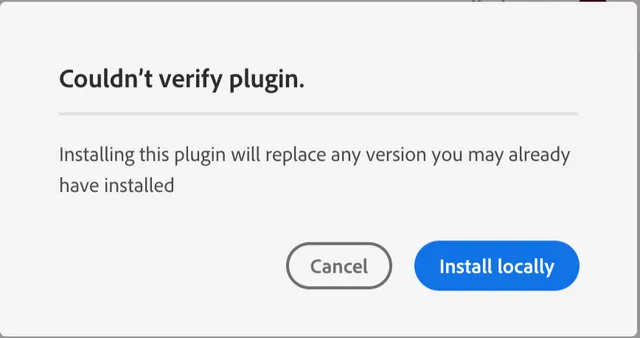 Couldn’t verify plugin.
Installing this plugin will replace any version you may already
have installed
Cancel
Install locally